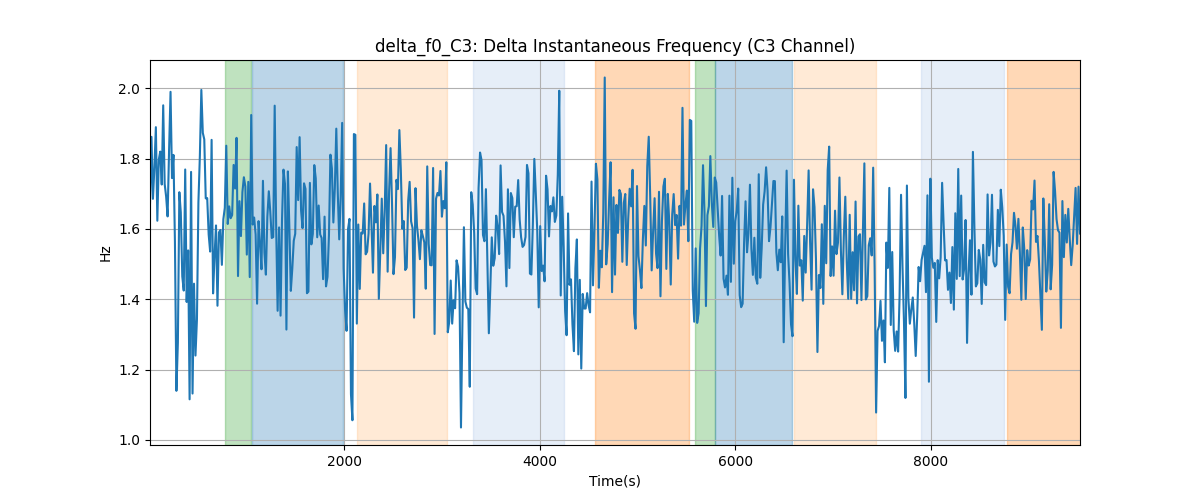 delta_f0_C3: Delta Instantaneous Frequency (C3 Channel)
2.0
1.8
1.6
1.4
1.2
1.0
Hz
2000 4000 6000 8000
Time(s)